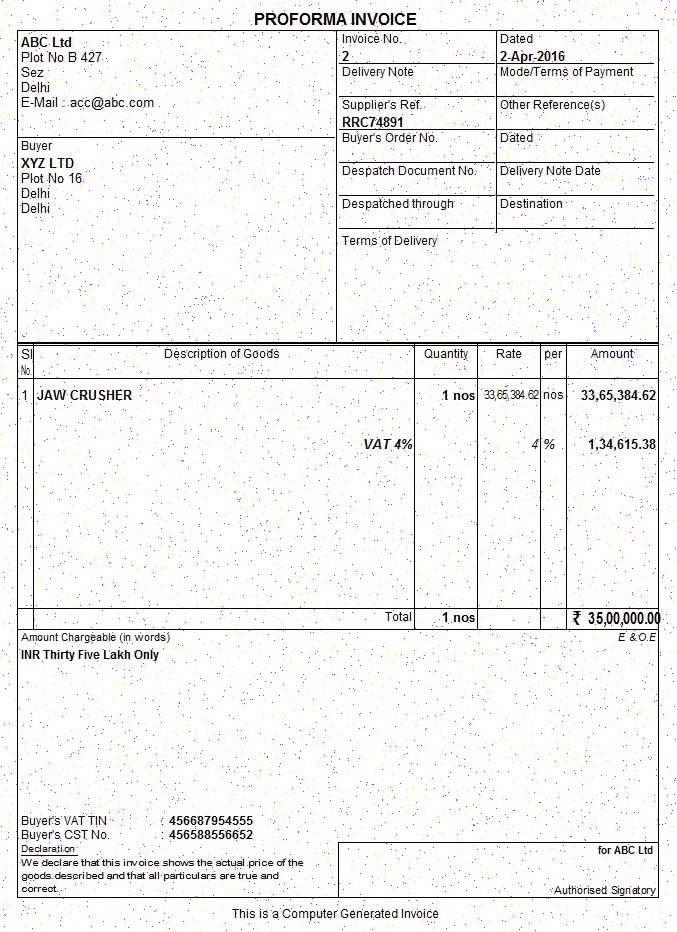 PROFORMA INVOICE
ABC Ltd
Plot No B 427
Sez
Delhi
E-Mail : acc@abc.com
Invoice No.
2
Dated
2-Apr-2016
Delivery Note
Mode/Terms of Payment
Supplier's Ref.
RRC74891
Other Reference(s)
Buyer
XYZ LTD
Plot No 16
Delhi
Delhi
Buyer's Order No.
Dated
Despatch Document No.
Delivery Note Date
Despatched through
Destination
Terms of Delivery
Sl No. Description of Goods Quantity Rate per Amount
1 JAW CRUSHER 1 nos 33,65,384.62 nos 33,65,384.62
VAT 4% 4 % 1,34,615.38
Total 1 nos ₹ 35,00,000.00
Amount Chargeable (in words) E. & O.E
INR Thirty Five Lakh Only
Buyer's VAT TIN : 456687954555
Buyer's CST No. : 456588556652
Declaration
We declare that this invoice shows the actual price of the
goods described and that all particulars are true and
correct.
for ABC Ltd
Authorised Signatory
This is a Computer Generated Invoice